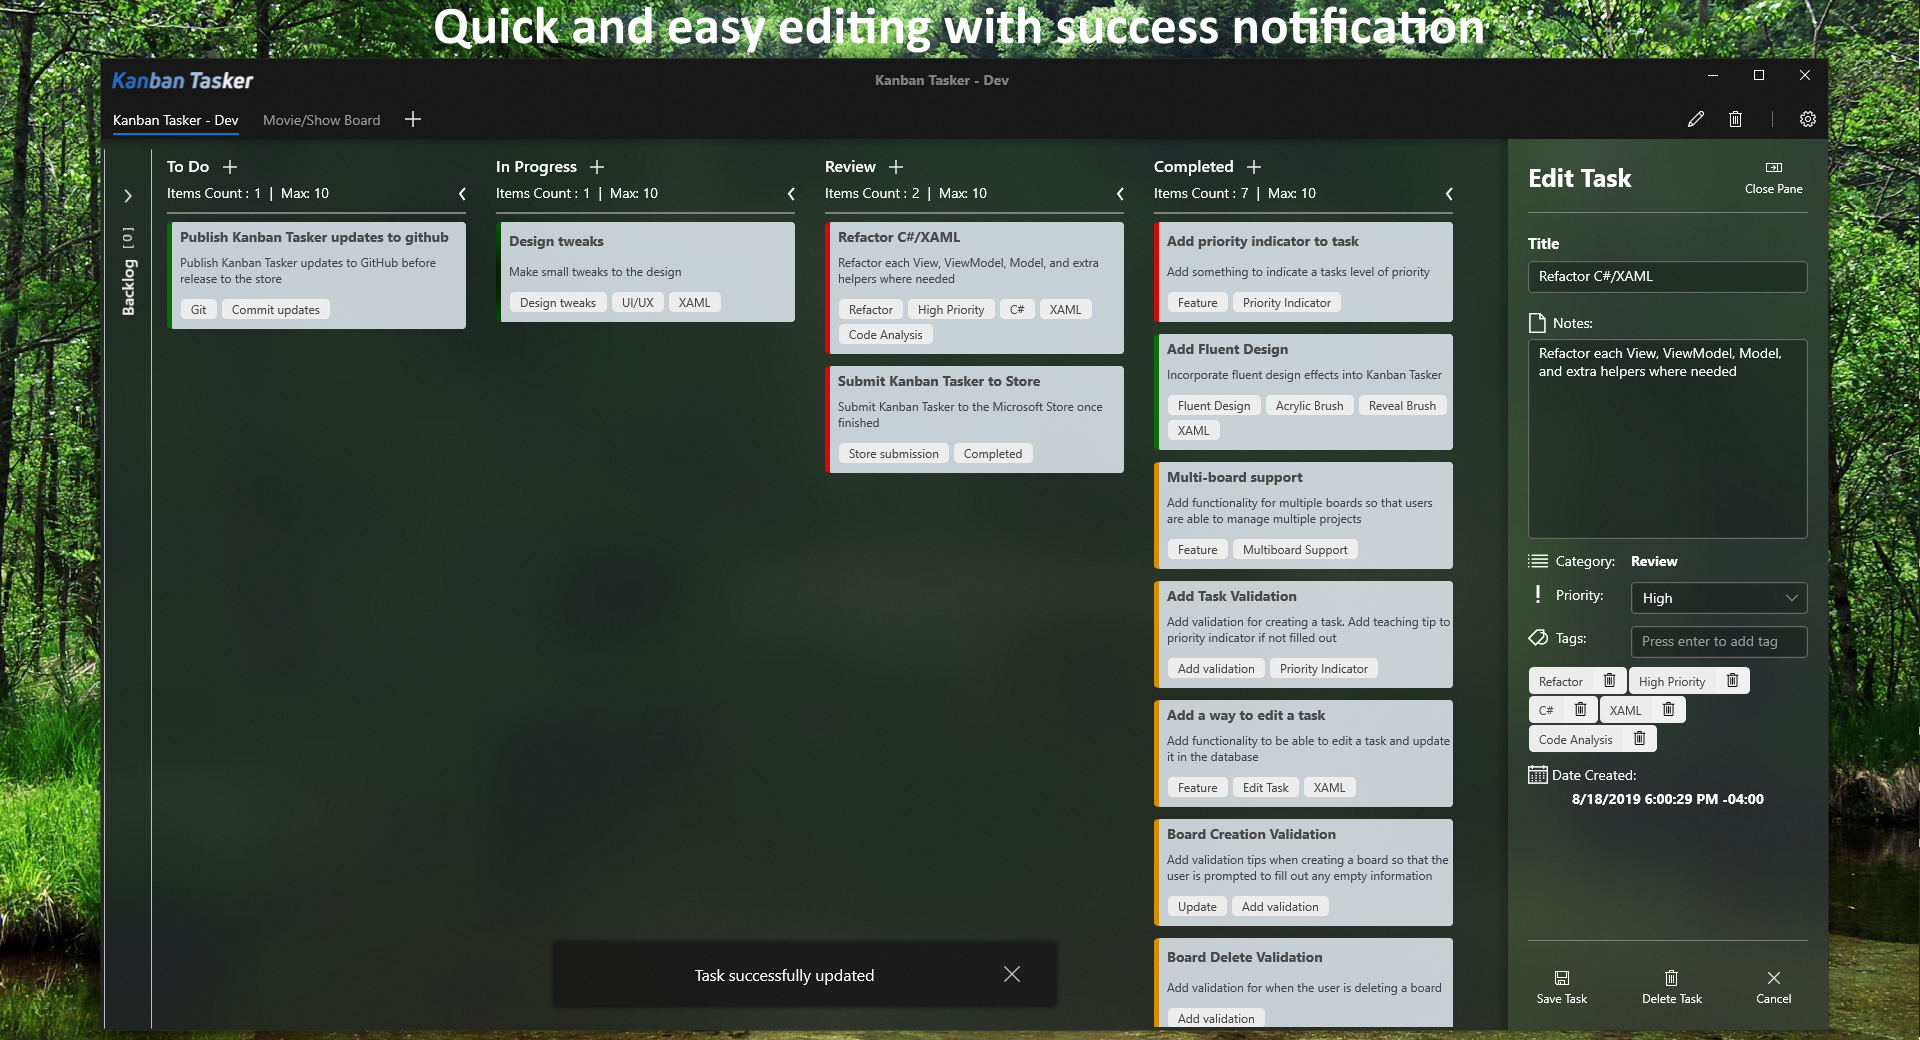 Quick and easy editing with success notification
Kanban Tasker
Kanban Tasker - Dev
Kanban Tasker - Dev
Movie/Show Board
Backlog [0]
To Do
Items Count : 1 | Max: 10
Publish Kanban Tasker updates to github
Publish Kanban Tasker updates to GitHub before
release to the store
Git
Commit updates
In Progress
Items Count : 1 | Max: 10
Design tweaks
Make small tweaks to the design
Design tweaks
UI/UX
XAML
Review
Items Count : 2 | Max: 10
Refactor C#/XAML
Refactor each View, ViewModel, Model, and extra
helpers where needed
Refactor
High Priority
C#
XAML
Code Analysis
Submit Kanban Tasker to Store
Submit Kanban Tasker to the Microsoft Store once
finished
Store submission
Completed
Completed
Items Count : 7 | Max: 10
Add priority indicator to task
Add something to indicate a tasks level of priority
Feature
Priority Indicator
Add Fluent Design
Incorporate fluent design effects into Kanban Tasker
Fluent Design
Acrylic Brush
Reveal Brush
XAML
Multi-board support
Add functionality for multiple boards so that users
are able to manage multiple projects
Feature
Multiboard Support
Add Task Validation
Add validation for creating a task. Add teaching tip to
priority indicator if not filled out
Add validation
Priority Indicator
Add a way to edit a task
Add functionality to be able to edit a task and update
it in the database
Feature
Edit Task
XAML
Board Creation Validation
Add validation tips when creating a board so that the
user is prompted to fill out any empty information
Update
Add validation
Board Delete Validation
Add validation for when the user is deleting a board
Add validation
Edit Task
Close Pane
Title
Refactor C#/XAML
Notes:
Refactor each View, ViewModel, Model,
and extra helpers where needed
Category: Review
Priority: High
Tags: Press enter to add tag
Refactor
High Priority
C#
XAML
Code Analysis
Date Created:
8/18/2019 6:00:29 PM -04:00
Save Task
Delete Task
Cancel
Task successfully updated